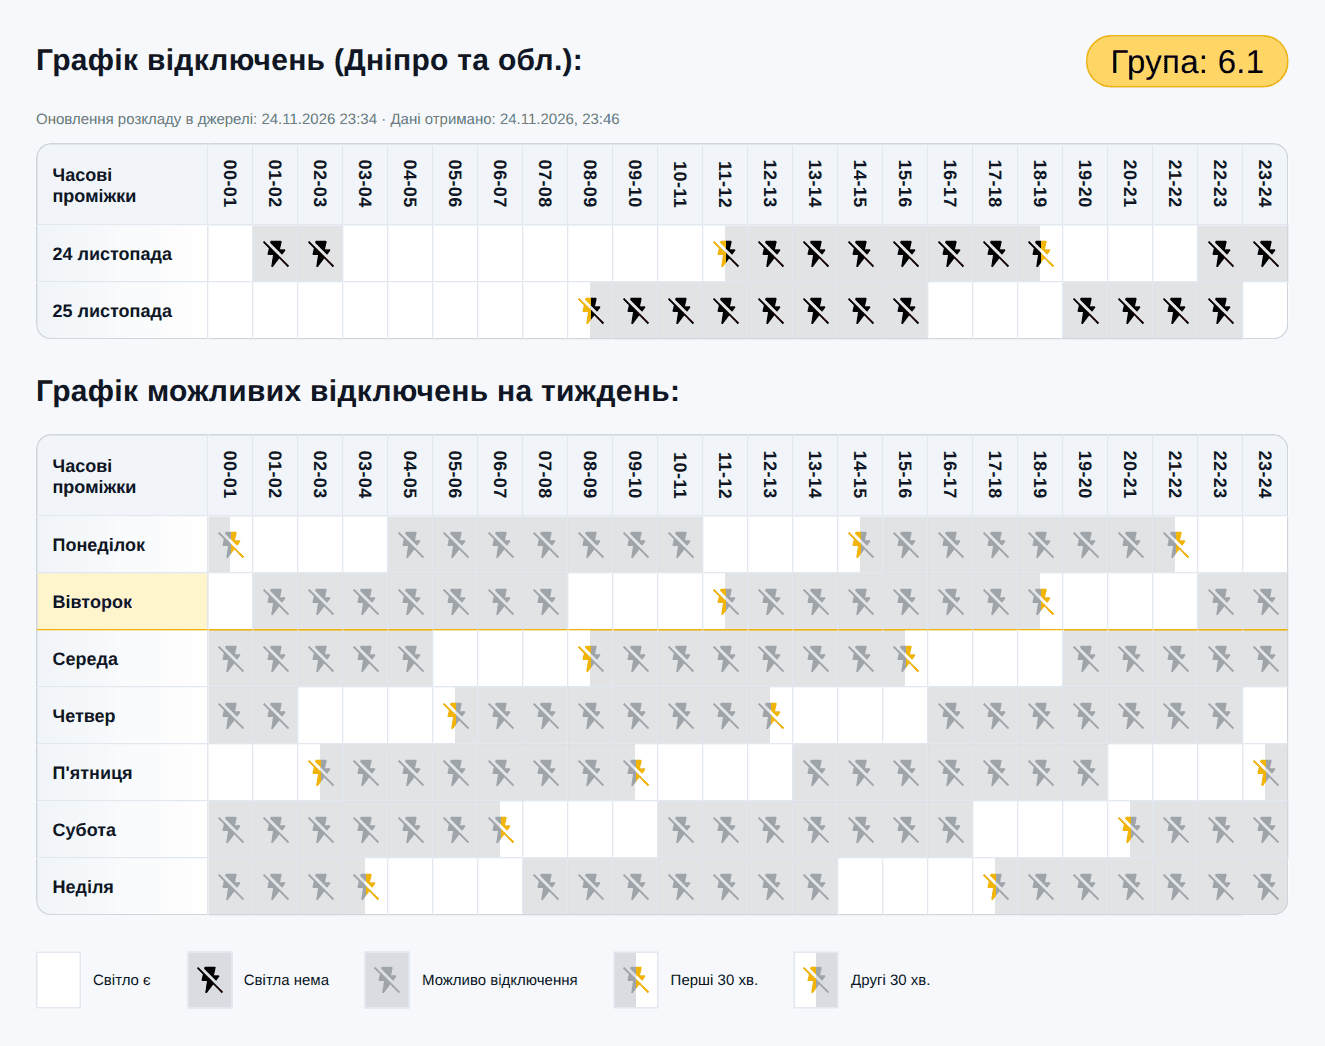 Графік відключень (Дніпро та обл.):
Група: 6.1
Оновлення розкладу в джерелі: 24.11.2026 23:34 · Дані отримано: 24.11.2026, 23:46
Часові
проміжки
00-01 01-02 02-03 03-04 04-05 05-06 06-07 07-08 08-09 09-10 10-11 11-12 12-13 13-14 14-15 15-16 16-17 17-18 18-19 19-20 20-21 21-22 22-23 23-24
24 листопада
25 листопада
Графік можливих відключень на тиждень:
Часові
проміжки
00-01 01-02 02-03 03-04 04-05 05-06 06-07 07-08 08-09 09-10 10-11 11-12 12-13 13-14 14-15 15-16 16-17 17-18 18-19 19-20 20-21 21-22 22-23 23-24
Понеділок
Вівторок
Середа
Четвер
П'ятниця
Субота
Неділя
Світло є
Світла нема
Можливо відключення
Перші 30 хв.
Другі 30 хв.